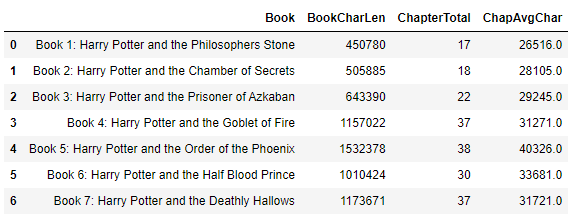 Book BookCharLen ChapterTotal ChapAvgChar
0 Book 1: Harry Potter and the Philosophers Stone 450780 17 26516.0
1 Book 2: Harry Potter and the Chamber of Secrets 505885 18 28105.0
2 Book 3: Harry Potter and the Prisoner of Azkaban 643390 22 29245.0
3 Book 4: Harry Potter and the Goblet of Fire 1157022 37 31271.0
4 Book 5: Harry Potter and the Order of the Phoenix 1532378 38 40326.0
5 Book 6: Harry Potter and the Half Blood Prince 1010424 30 33681.0
6 Book 7: Harry Potter and the Deathly Hallows 1173671 37 31721.0